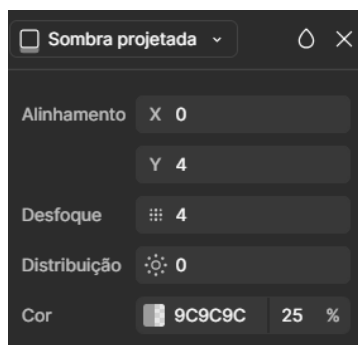 Sombra projetada
Alinhamento X 0
Y 4
Desfoque 4
Distribuição 0
Cor 9C9C9C 25 %